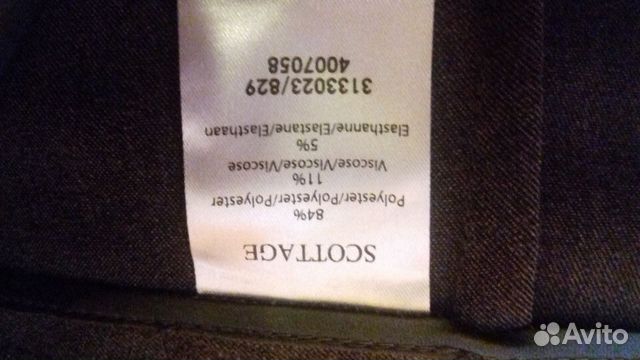 SCOTTAGE
84%
Polyester/Polyester/Polyester
11%
Viscose/Viscose/Viscose
5%
Elasthanne/Elastane/Elasthaan
3133023/829
4007058
Avito